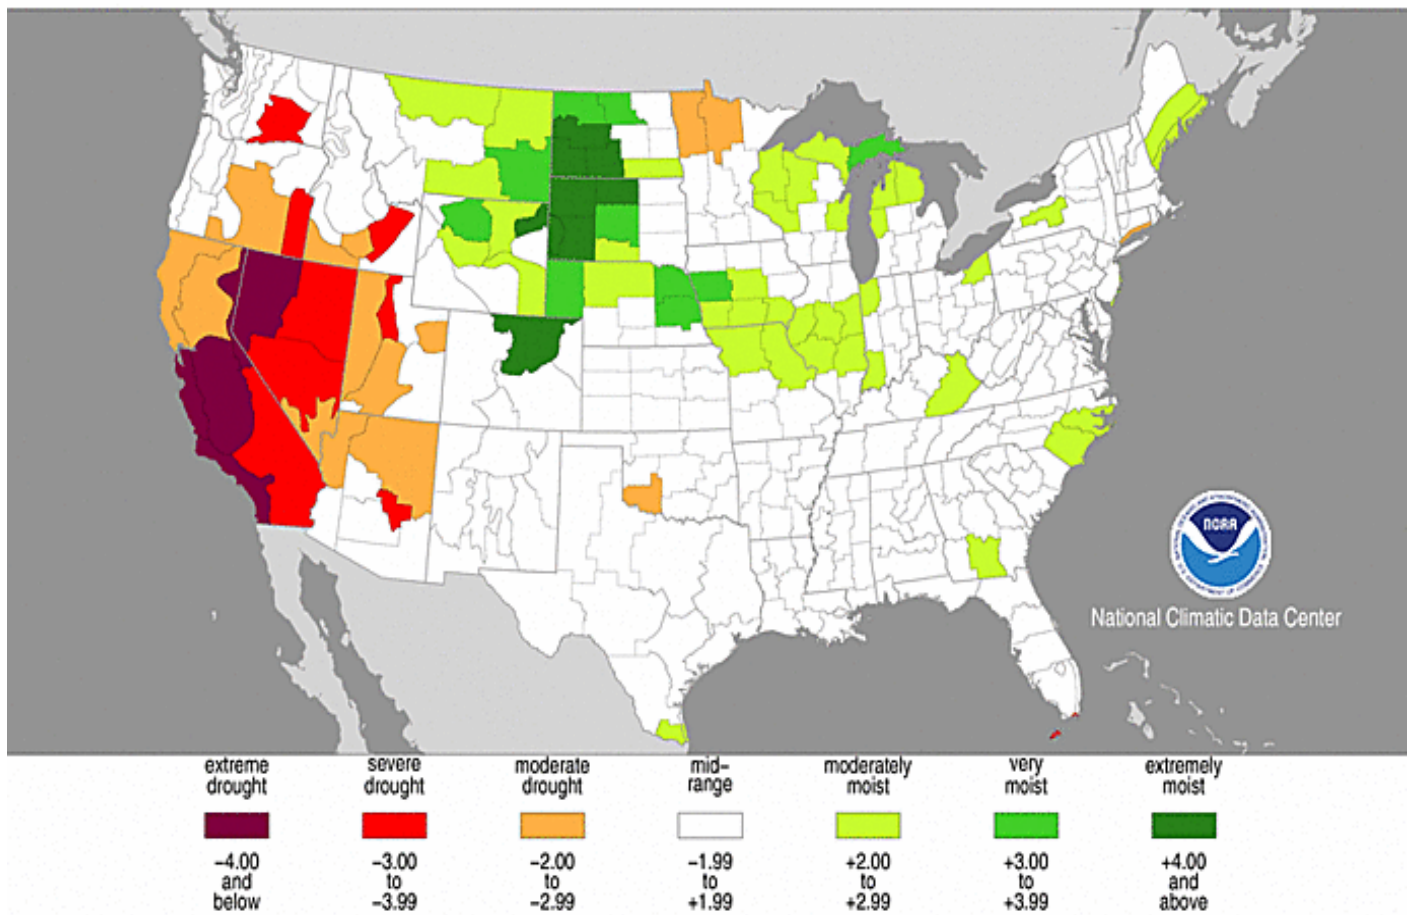 NOAA
National Climatic Data Center
extreme
drought
severe
drought
moderate
drought
mid–
range
moderately
moist
very
moist
extremely
moist
−4.00
and
below
−3.00
to
−3.99
−2.00
to
−2.99
−1.99
to
+1.99
+2.00
to
+2.99
+3.00
to
+3.99
+4.00
and
above